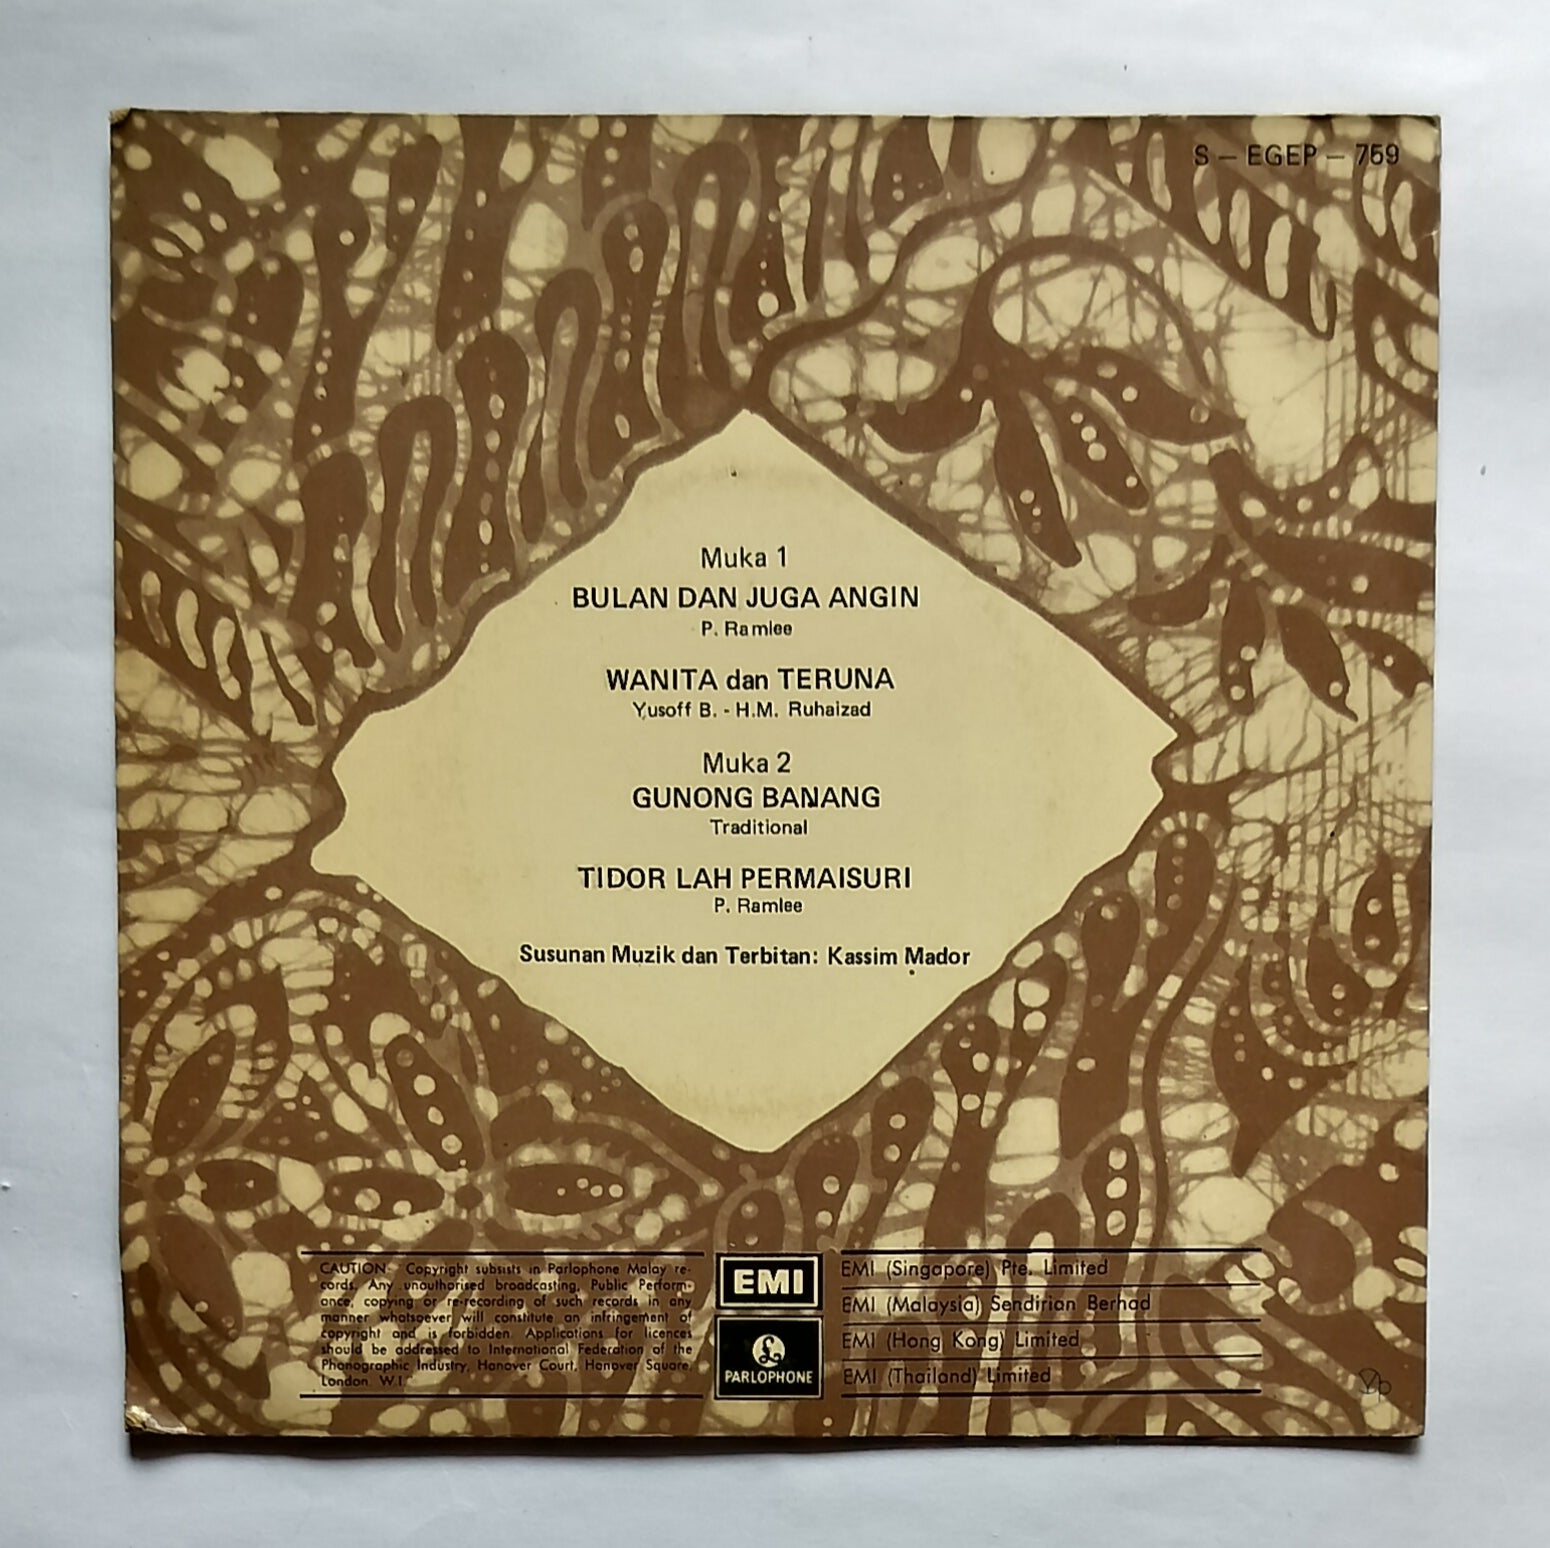 S – EGEP – 759
Muka 1
BULAN DAN JUGA ANGIN
P. Ramlee
WANITA dan TERUNA
Yusoff B. - H.M. Ruhaizad
Muka 2
GUNONG BANANG
Traditional
TIDOR LAH PERMAISURI
P. Ramlee
Susunan Muzik dan Terbitan: Kassim Mador
CAUTION: Copyright subsists in Parlophone Malay re-
cords. Any unauthorised broadcasting, Public Perform-
ance, copying or re-recording of such records in any
manner whatsoever will constitute an infringement of
copyright and is forbidden. Applications for licences
should be addressed to International Federation of the
Phonographic Industry, Hanover Court, Hanover Square,
London. W.I.
EMI
PARLOPHONE
EMI (Singapore) Pte. Limited
EMI (Malaysia) Sendirian Berhad
EMI (Hong Kong) Limited
EMI (Thailand) Limited